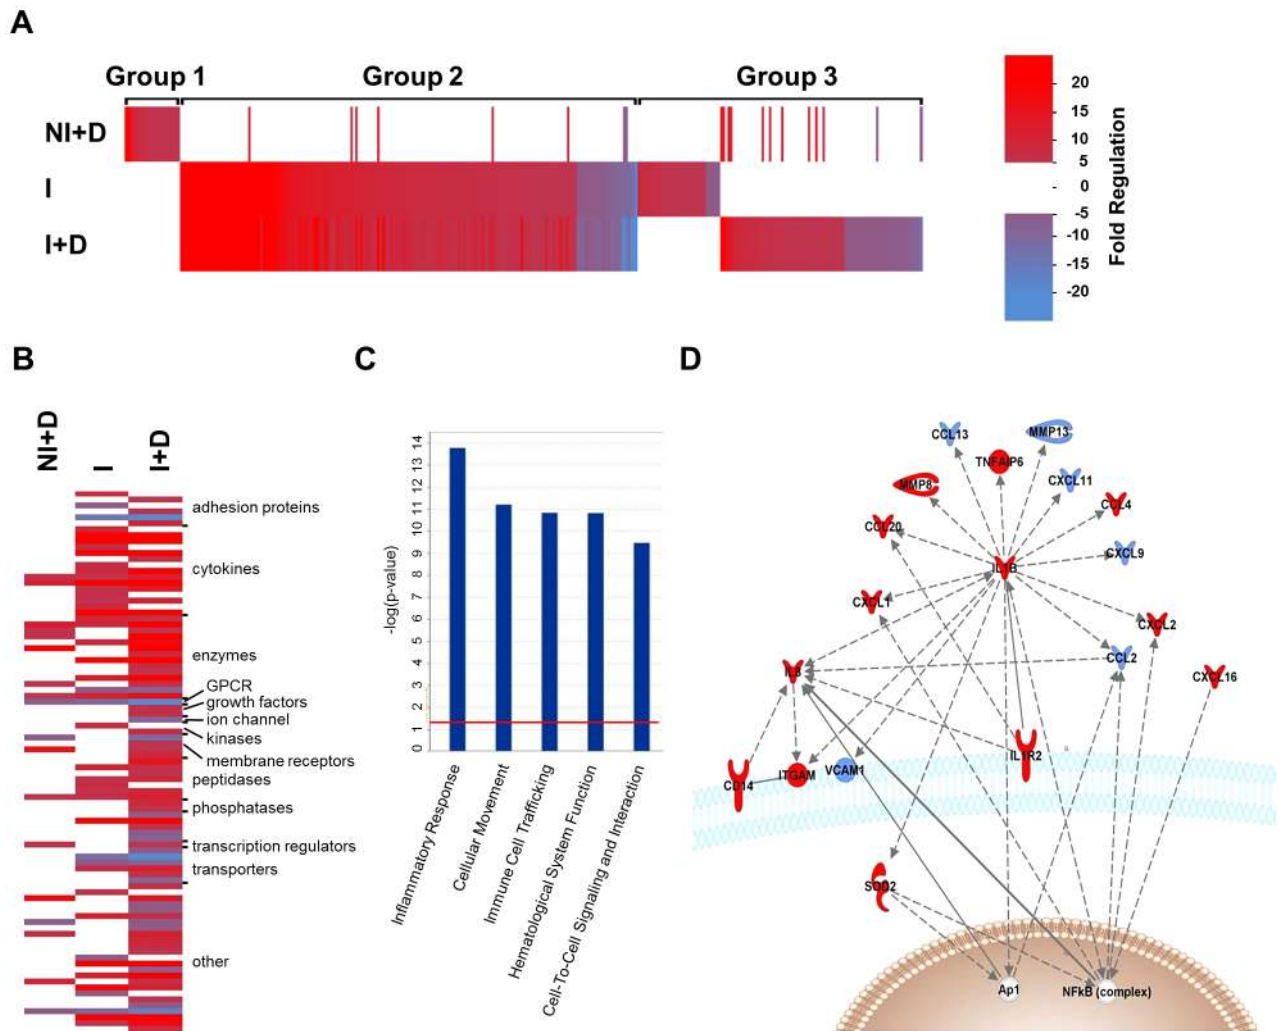 A
Group 1
Group 2
Group 3
NI+D
I
I+D
20
15
10
5
0
-5
-10
-15
-20
Fold Regulation
B
NI+D
I
I+D
adhesion proteins
cytokines
enzymes
GPCR
growth factors
ion channel
kinases
membrane receptors
peptidases
phosphatases
transcription regulators
transporters
other
C
-log(p-value)
14
13
12
11
10
9
8
7
6
5
4
3
2
1
0
Inflammatory Response
Cellular Movement
Immune Cell Trafficking
Hematological System Function
Cell-To-Cell Signaling and Interaction
D
CCL13
MMP13
TNFAIP6
MMP8
CXCL11
CCL4
CCL20
CXCL9
IL1B
CXCL1
CXCL2
CCL2
IL8
CXCL16
IL1R2
VCAM1
ITGAM
CD14
SOD2
Ap1
NFkB (complex)